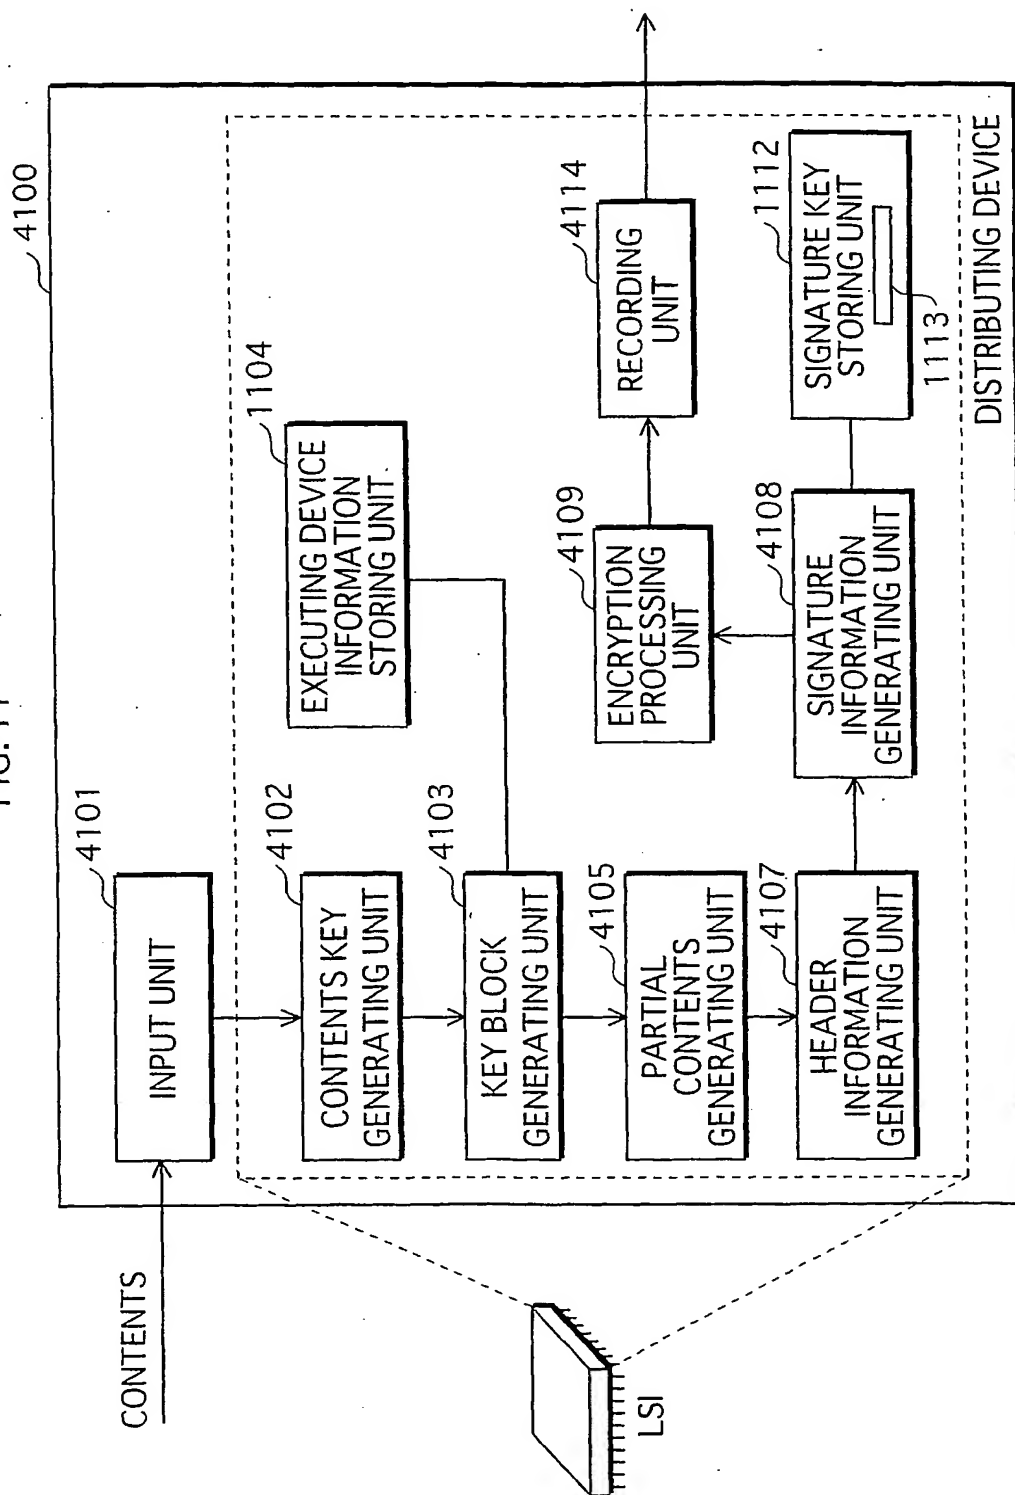 4100
CONTENTS
4101
INPUT UNIT
4102
CONTENTS KEY
GENERATING UNIT
1104
EXECUTING DEVICE
INFORMATION
STORING UNIT
4103
KEY BLOCK
GENERATING UNIT
4105
PARTIAL
CONTENTS
GENERATING UNIT
4107
HEADER
INFORMATION
GENERATING UNIT
4109
ENCRYPTION
PROCESSING
UNIT
4114
RECORDING
UNIT
4108
SIGNATURE
INFORMATION
GENERATING UNIT
1112
SIGNATURE KEY
STORING UNIT
1113
DISTRIBUTING DEVICE
LSI